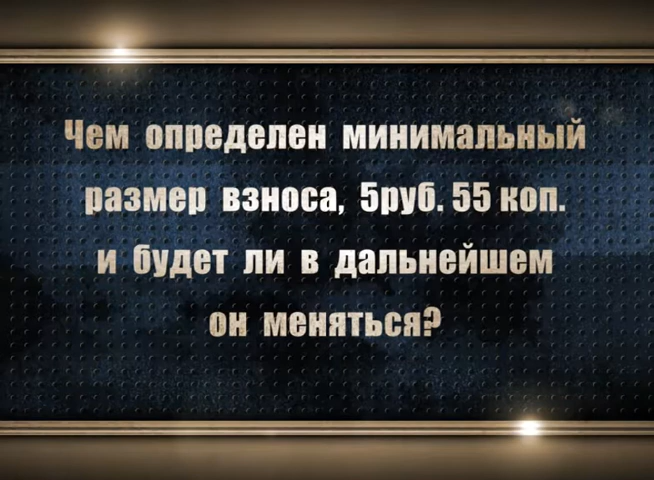 Чем определен минимальный
размер взноса, 5руб. 55 коп.
и будет ли в дальнейшем
он меняться?